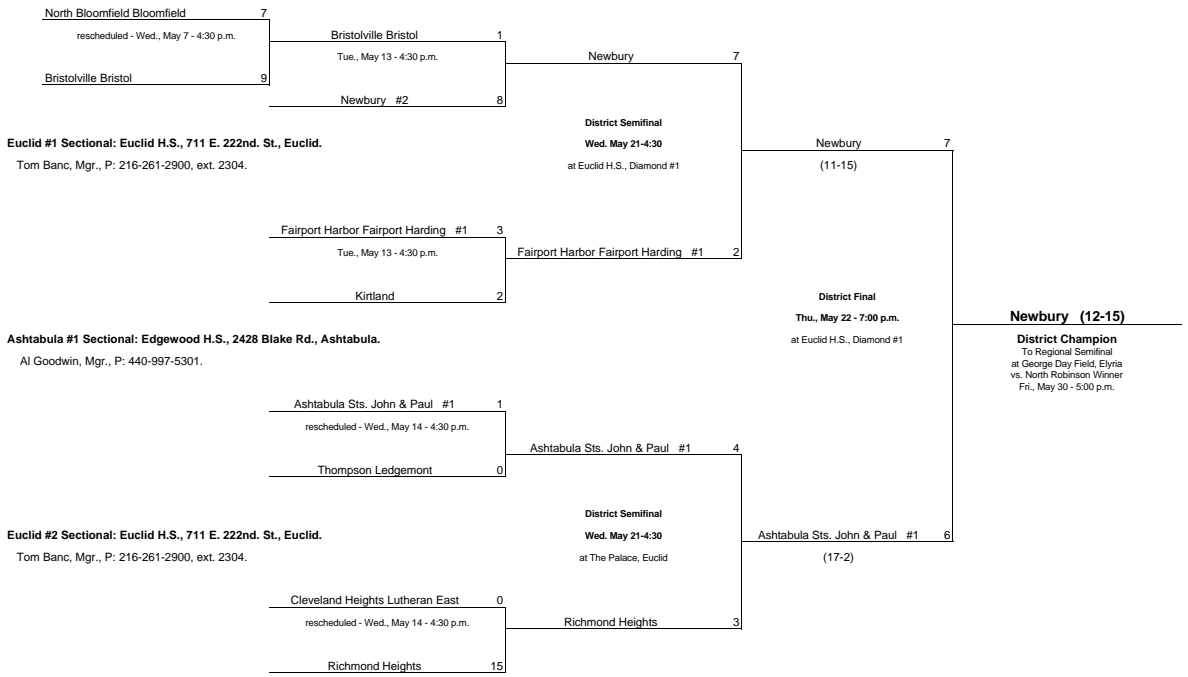 North Bloomfield Bloomfield 7
rescheduled - Wed., May 7 - 4:30 p.m.
Bristolville Bristol 9
Bristolville Bristol 1
Tue., May 13 - 4:30 p.m.
Newbury #2 8
Newbury 7
District Semifinal
Wed. May 21-4:30
at Euclid H.S., Diamond #1
Euclid #1 Sectional: Euclid H.S., 711 E. 222nd. St., Euclid.
Tom Banc, Mgr., P: 216-261-2900, ext. 2304.
Newbury 7
(11-15)
Fairport Harbor Fairport Harding #1 3
Tue., May 13 - 4:30 p.m.
Kirtland 2
Fairport Harbor Fairport Harding #1 2
District Final
Thu., May 22 - 7:00 p.m.
at Euclid H.S., Diamond #1
Newbury (12-15)
District Champion
To Regional Semifinal
at George Day Field, Elyria
vs. North Robinson Winner
Fri., May 30 - 5:00 p.m.
Ashtabula #1 Sectional: Edgewood H.S., 2428 Blake Rd., Ashtabula.
Al Goodwin, Mgr., P: 440-997-5301.
Ashtabula Sts. John & Paul #1 1
rescheduled - Wed., May 14 - 4:30 p.m.
Thompson Ledgemont 0
Ashtabula Sts. John & Paul #1 4
District Semifinal
Wed. May 21-4:30
at The Palace, Euclid
Euclid #2 Sectional: Euclid H.S., 711 E. 222nd. St., Euclid.
Tom Banc, Mgr., P: 216-261-2900, ext. 2304.
Ashtabula Sts. John & Paul #1 6
(17-2)
Cleveland Heights Lutheran East 0
rescheduled - Wed., May 14 - 4:30 p.m.
Richmond Heights 15
Richmond Heights 3